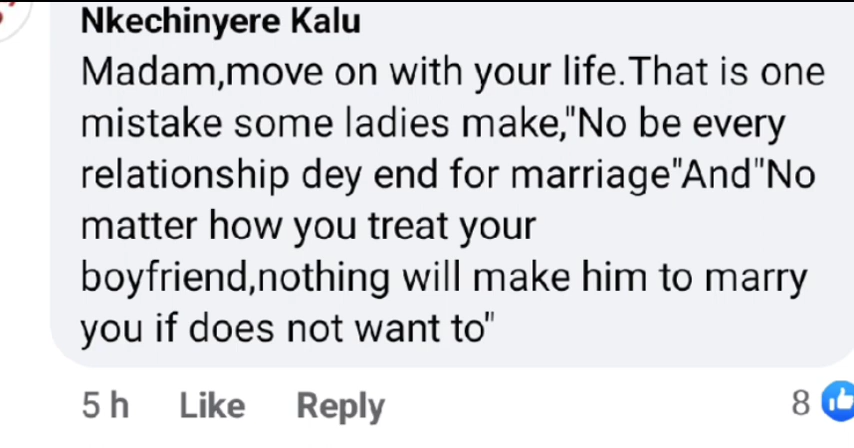 Nkechinyere Kalu
Madam,move on with your life.That is one
mistake some ladies make,"No be every
relationship dey end for marriage"And"No
matter how you treat your
boyfriend,nothing will make him to marry
you if does not want to"
5 h Like Reply 8